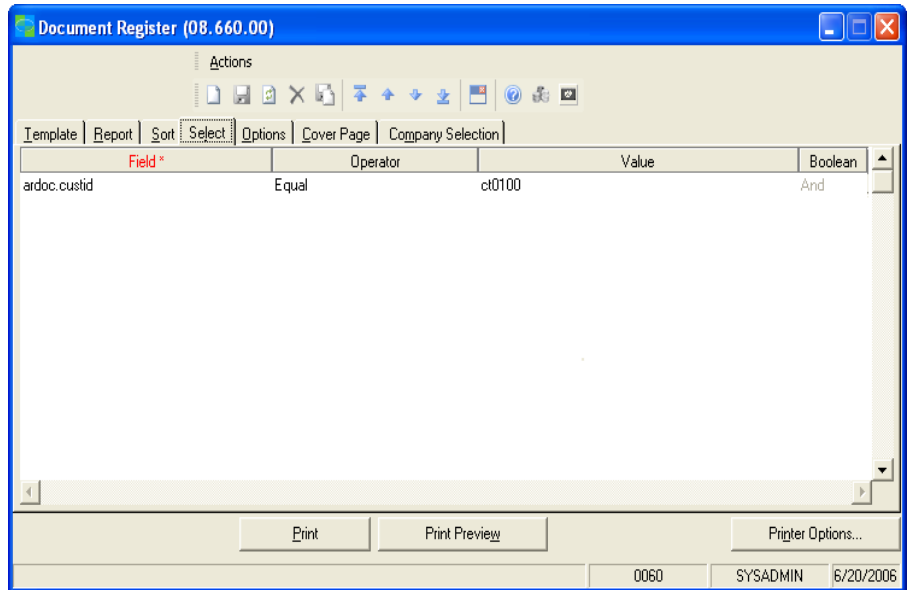 Document Register (08.660.00)
Actions
Template Report Sort Select Options Cover Page Company Selection
Field * Operator Value Boolean
ardoc.custid Equal ct0100 And
Print Print Preview Printer Options...
0060 SYSADMIN 6/20/2006